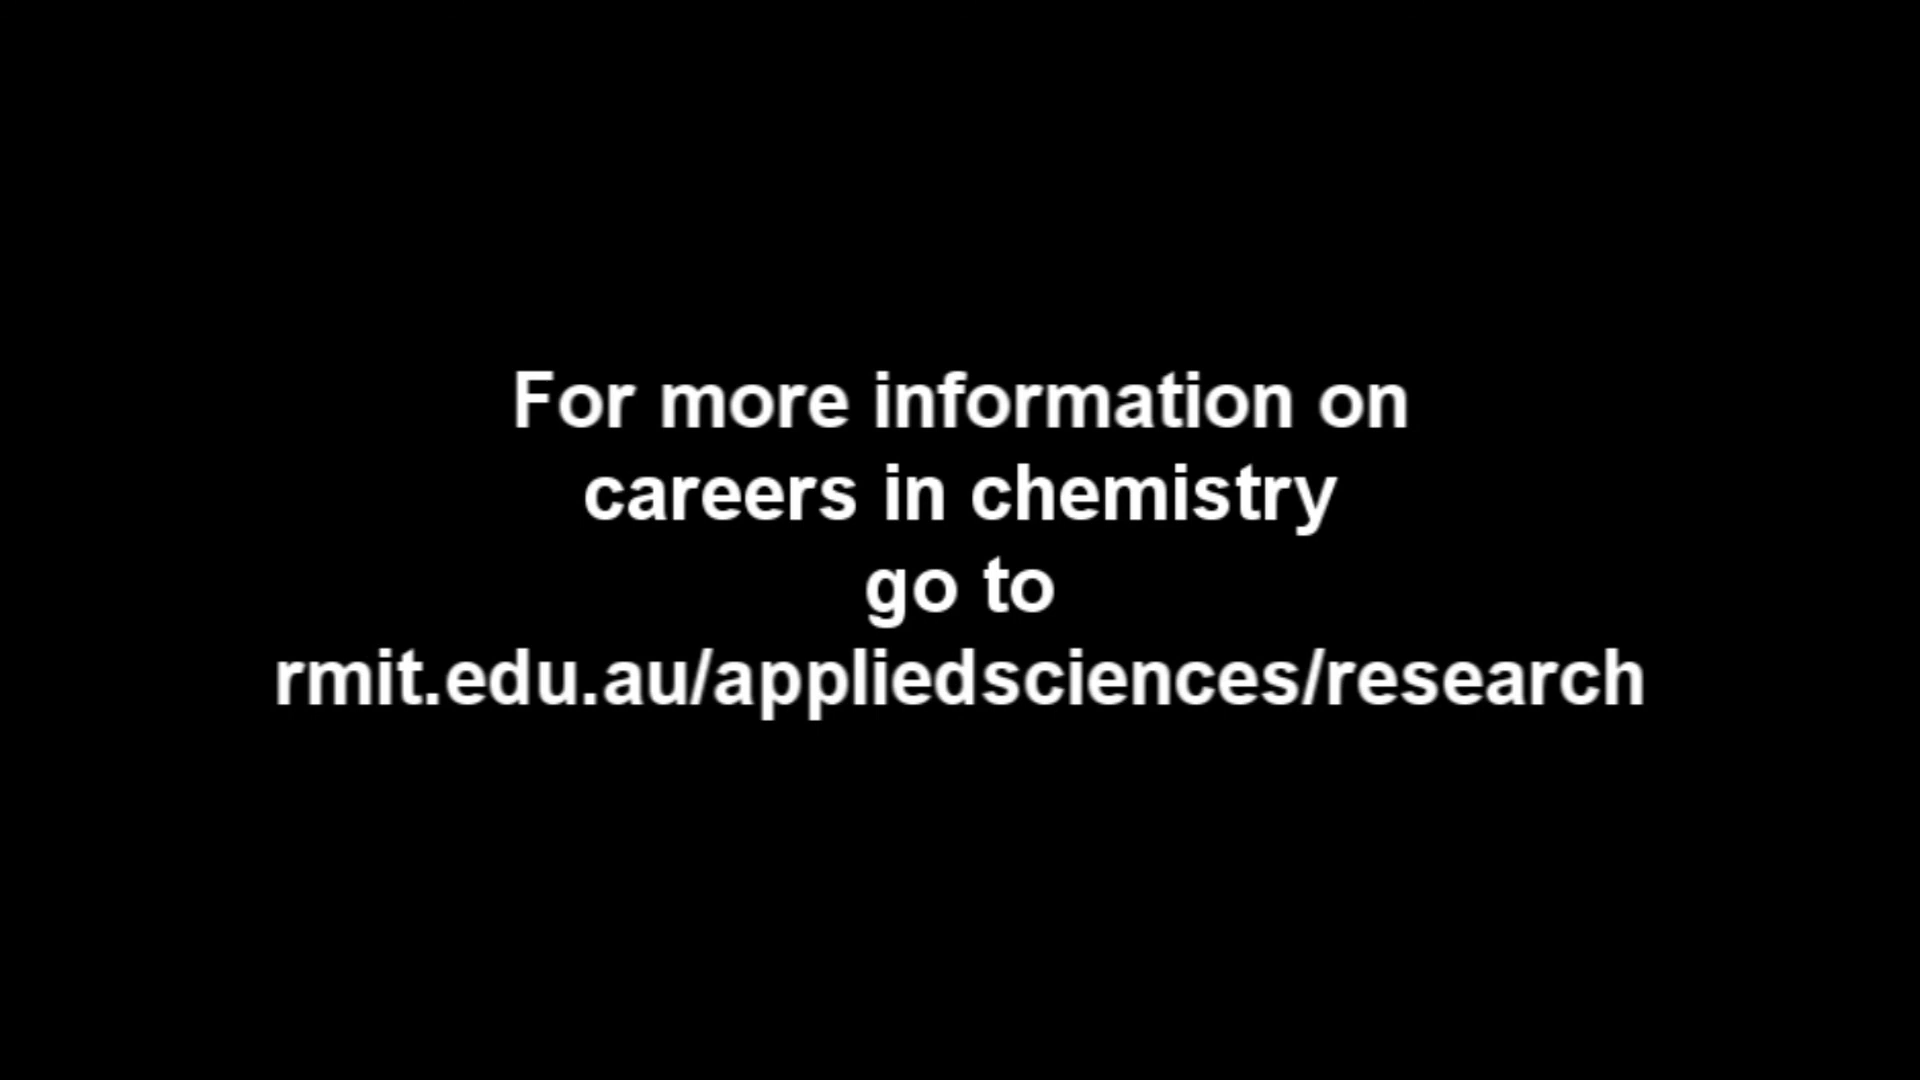 For more information on
careers in chemistry
go to
rmit.edu.au/appliedsciences/research